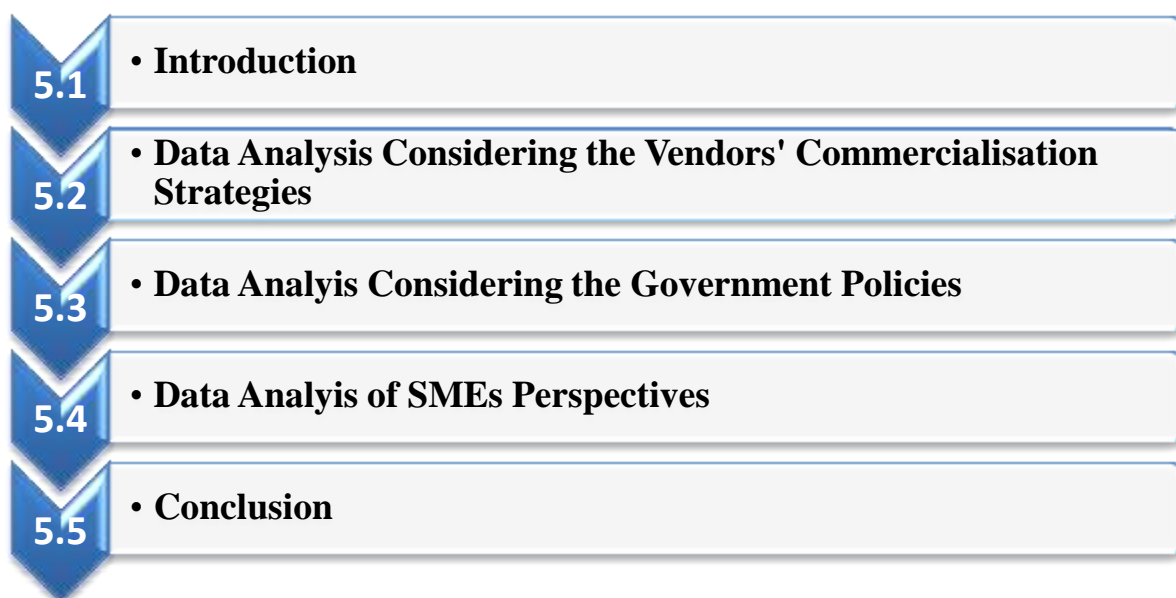 5.1
• Introduction
5.2
• Data Analysis Considering the Vendors' Commercialisation
Strategies
5.3
• Data Analyis Considering the Government Policies
5.4
• Data Analyis of SMEs Perspectives
5.5
• Conclusion